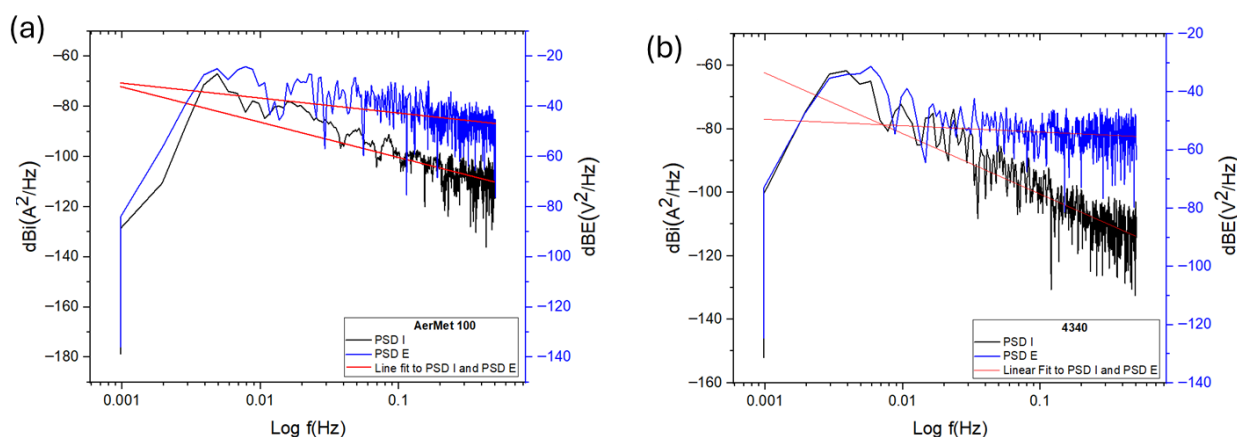 (a)
−60
−80
−100
−120
−140
−160
−180
dBi(A²/Hz)
−20
−40
−60
−80
−100
−120
−140
dBE(V²/Hz)
0.001
0.01
0.1
Log f(Hz)
AerMet 100
PSD I
PSD E
Line fit to PSD I and PSD E
(b)
−60
−80
−100
−120
−140
−160
dBi(A²/Hz)
−20
−40
−60
−80
−100
−120
−140
dBE(V²/Hz)
0.001
0.01
0.1
Log f(Hz)
4340
PSD I
PSD E
Linear Fit to PSD I and PSD E